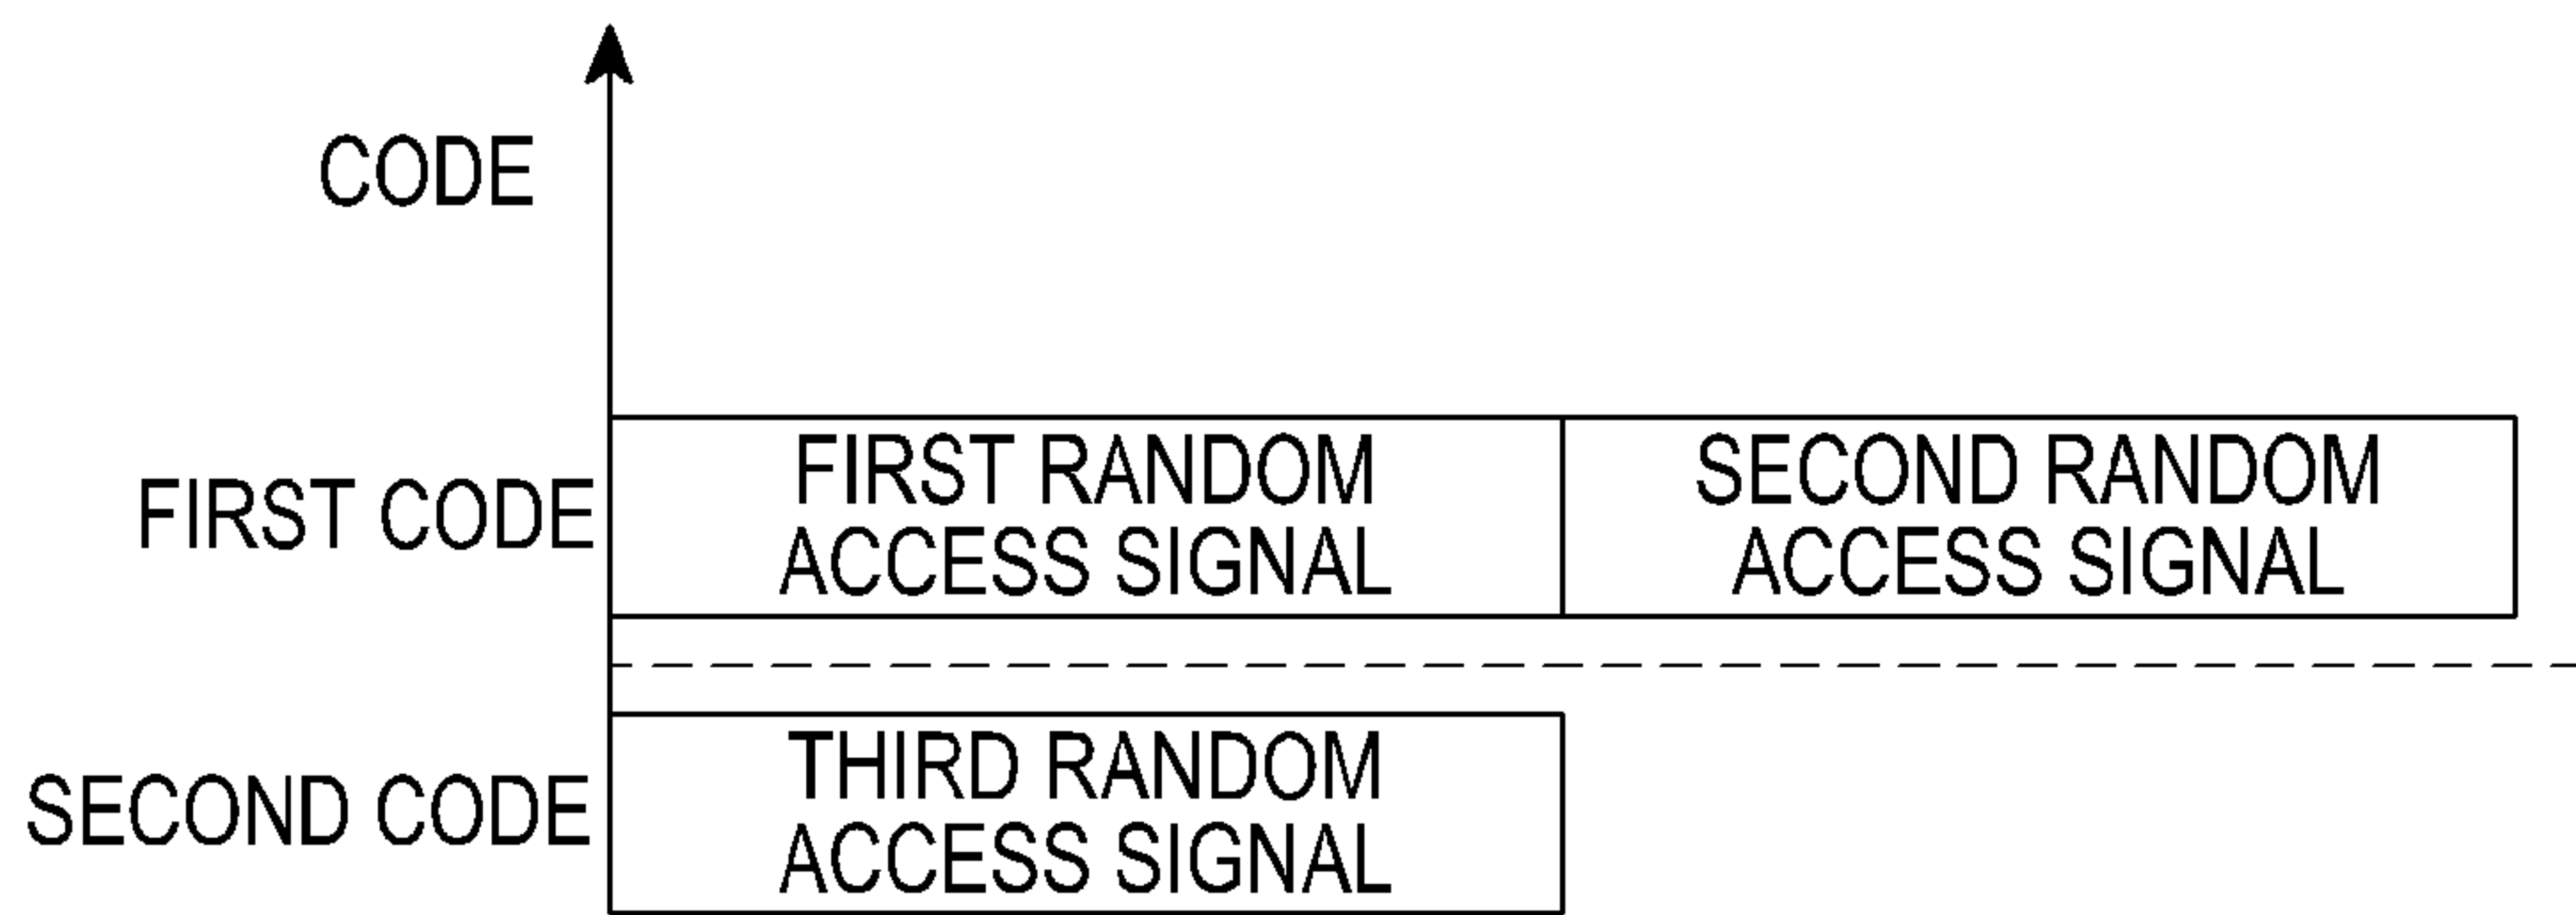 CODE
FIRST CODE
FIRST RANDOM
ACCESS SIGNAL
SECOND RANDOM
ACCESS SIGNAL
SECOND CODE
THIRD RANDOM
ACCESS SIGNAL